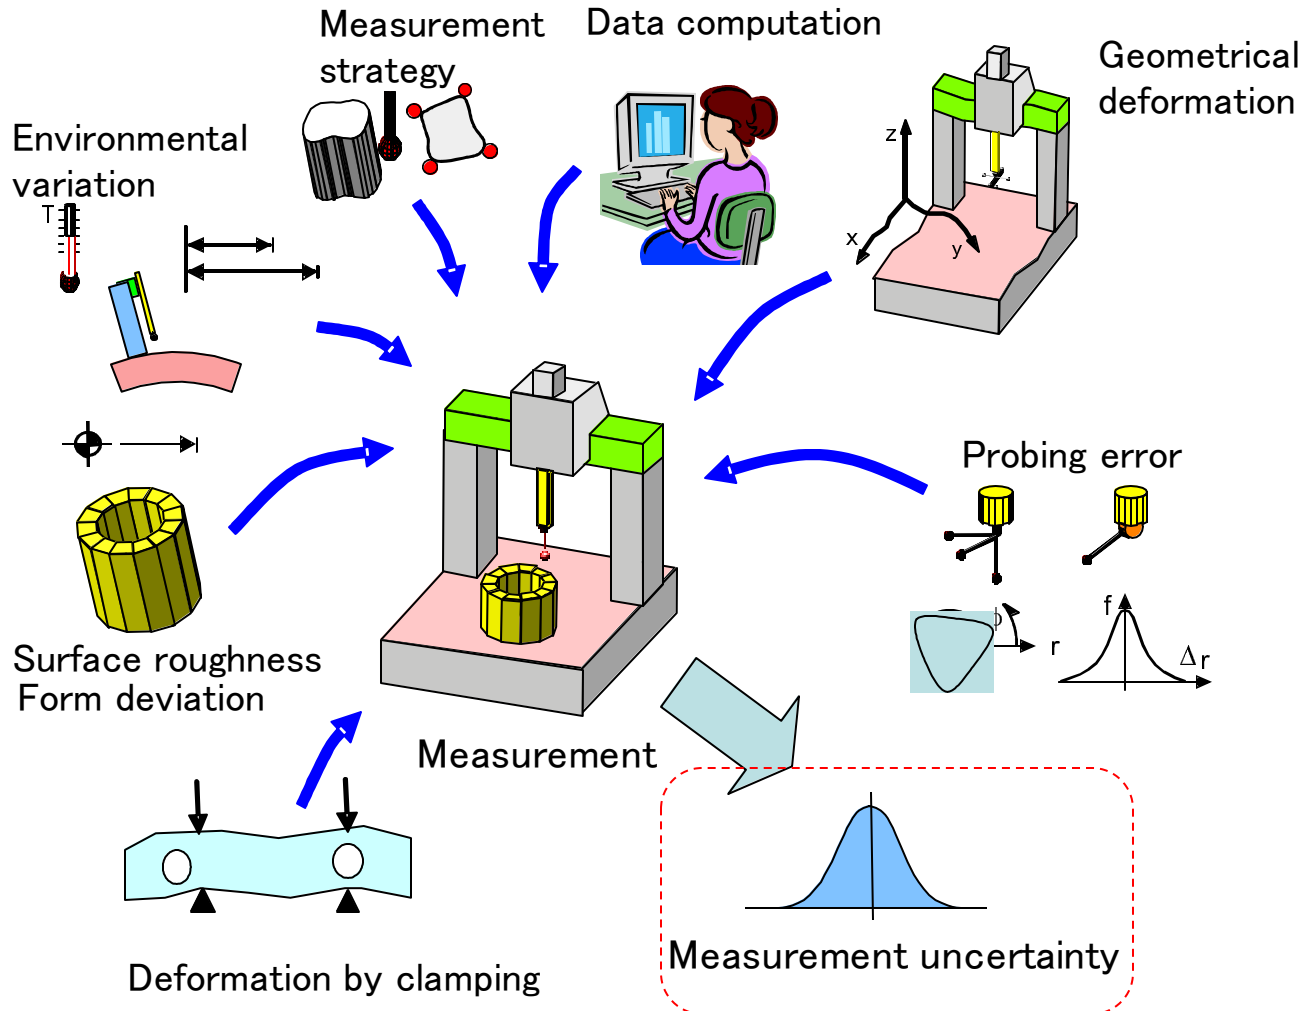 Measurement
strategy
Data computation
Geometrical
deformation
Environmental
variation
T
z
x
y
Probing error
f
ϕ
r
Δr
Surface roughness
Form deviation
Measurement
Deformation by clamping
Measurement uncertainty